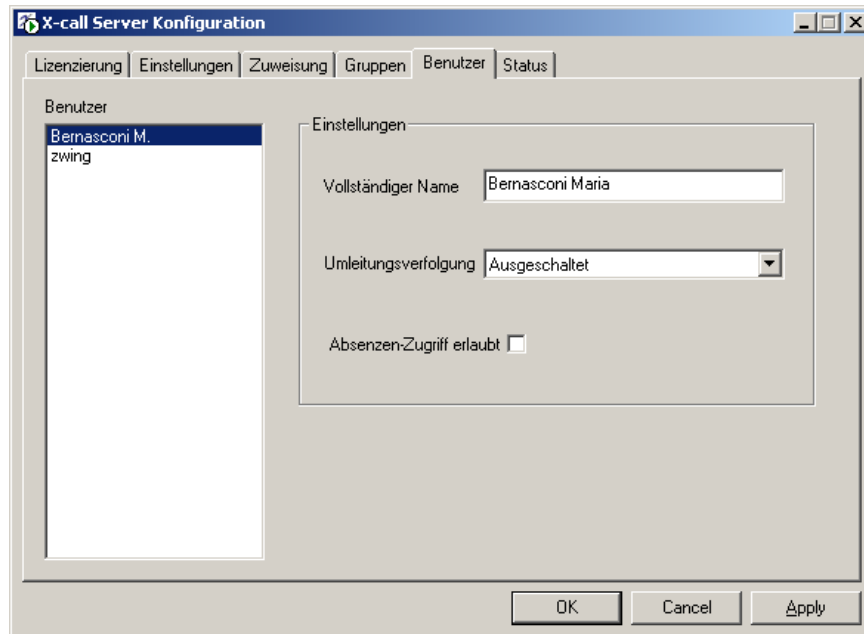 X-call Server Konfiguration
Lizenzierung Einstellungen Zuweisung Gruppen Benutzer Status
Benutzer
Bernasconi M.
zwing
Einstellungen
Vollständiger Name Bernasconi Maria
Umleitungsverfolgung Ausgeschaltet
Absenzen-Zugriff erlaubt
OK Cancel Apply